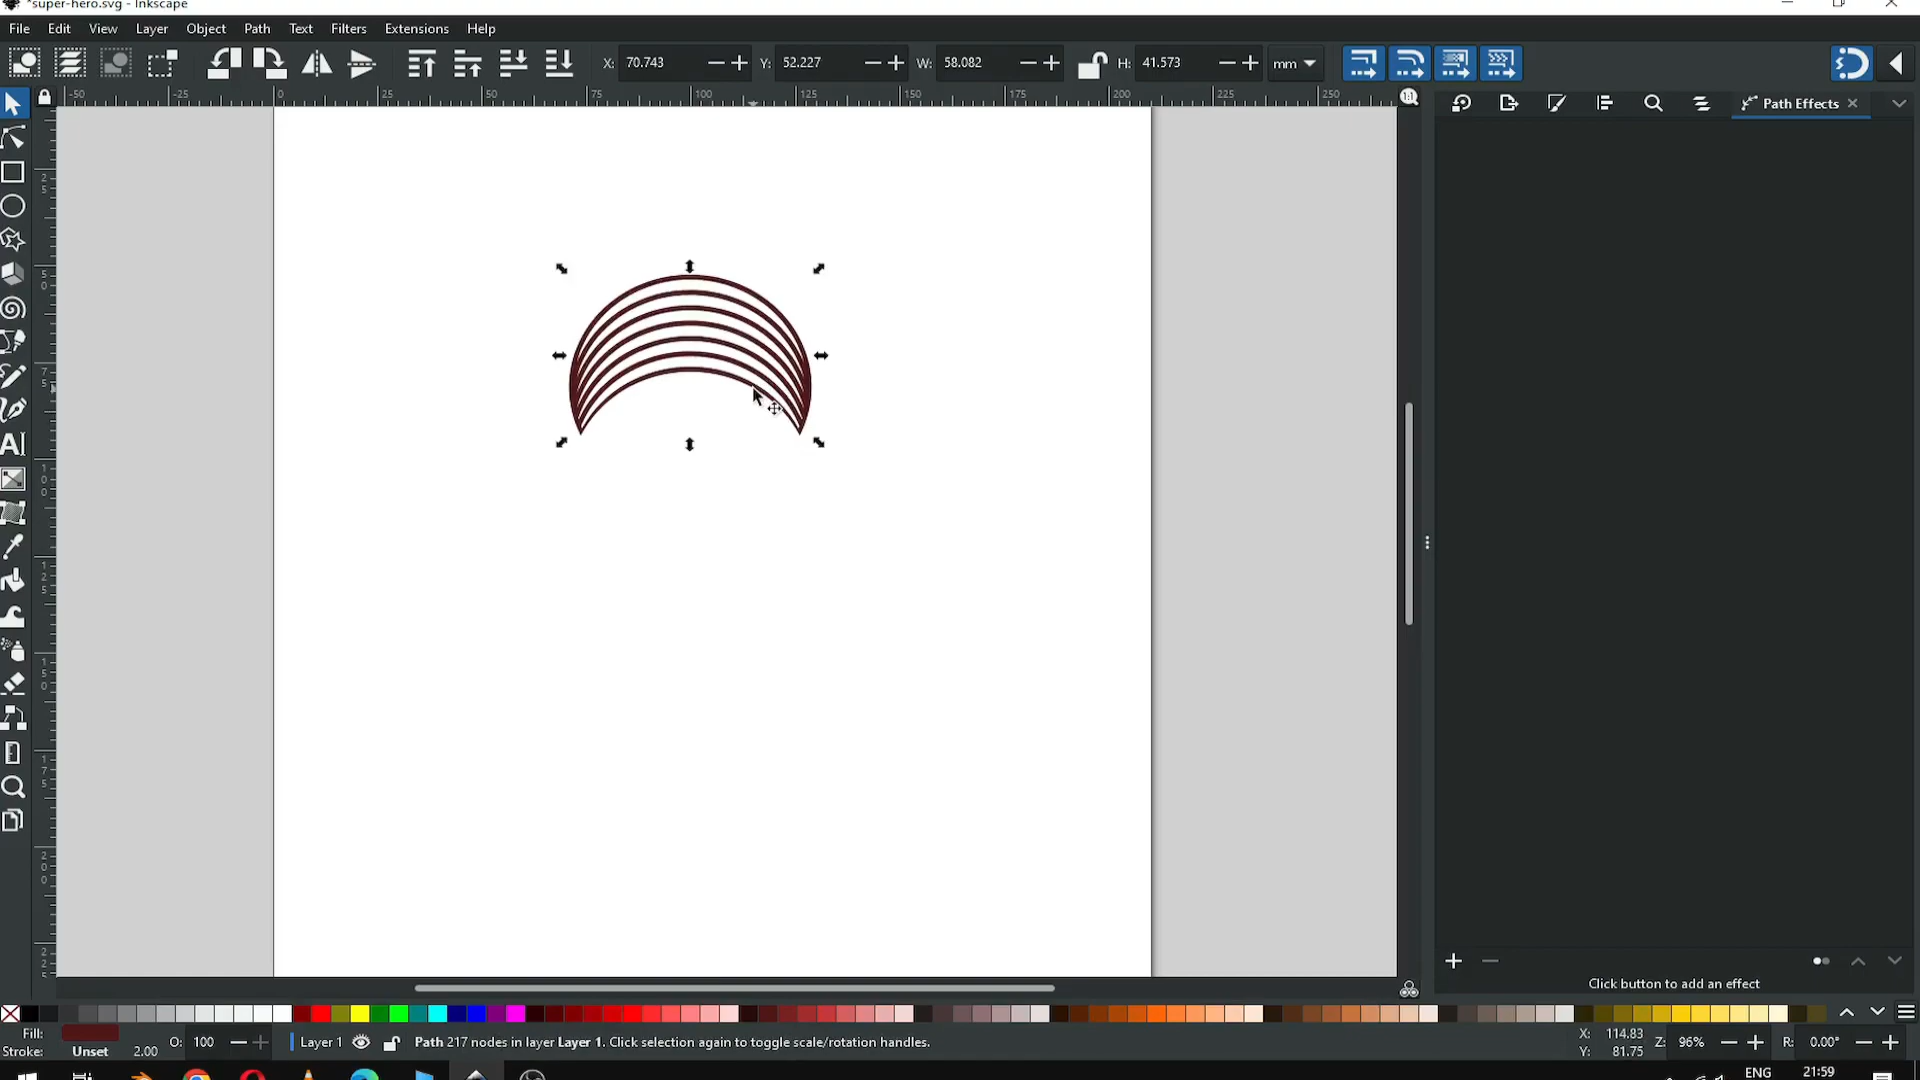 *super-hero.svg - Inkscape
File Edit View Layer Object Path Text Filters Extensions Help
X: 70.743 Y: 52.227 W: 58.082 H: 41.573 mm
-50 -25 0 25 50 75 100 125 150 175 200 225 250
1:1
Path Effects
Click button to add an effect
Fill:
Stroke: Unset 2.00 O: 100 Layer 1 Path 217 nodes in layer Layer 1. Click selection again to toggle scale/rotation handles.
X: 114.83
Y: 81.75
Z: 96% R: 0.00°
ENG 21:59